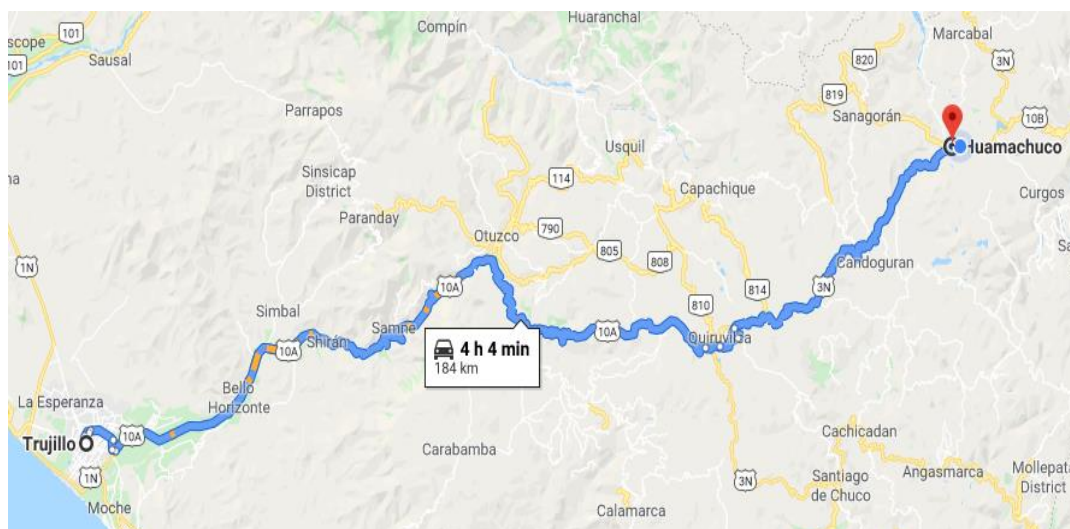 Huaranchal
Marcabal
Compín
101
escope
Sausal
820
3N
101
819
10B
Parrapos
Sanagorán
Huamachuco
Usquil
Sinsicap
District
114
Capachique
Curgos
Paranday
Otuzco
790
805
808
Candoguran
1N
10A
814
3N
Simbal
810
Samne
10A
10A
Shirán
Quiruvilca
4 h 4 min
184 km
Bello
Horizonte
La Esperanza
10A
Trujillo
Cachicadan
Carabamba
1N
Angasmarca
Mollepata
District
3N
Santiago
de Chuco
Moche
Calamarca